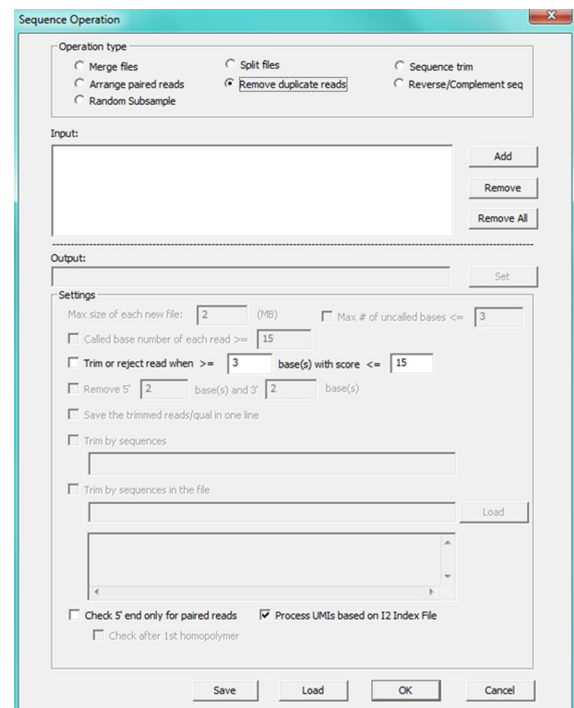 Sequence Operation
Operation type
Merge files Split files Sequence trim
Arrange paired reads Remove duplicate reads Reverse/Complement seq
Random Subsample
Input:
Add
Remove
Remove All
Output:
Set
Settings
Max size of each new file: 2 (MB) Max # of uncalled bases <= 3
Called base number of each read >= 15
Trim or reject read when >= 3 base(s) with score <= 15
Remove 5' 2 base(s) and 3' 2 base(s)
Save the trimmed reads/qual in one line
Trim by sequences
Trim by sequences in the file
Load
Check 5' end only for paired reads Process UMIs based on I2 Index File
Check after 1st homopolymer
Save Load OK Cancel